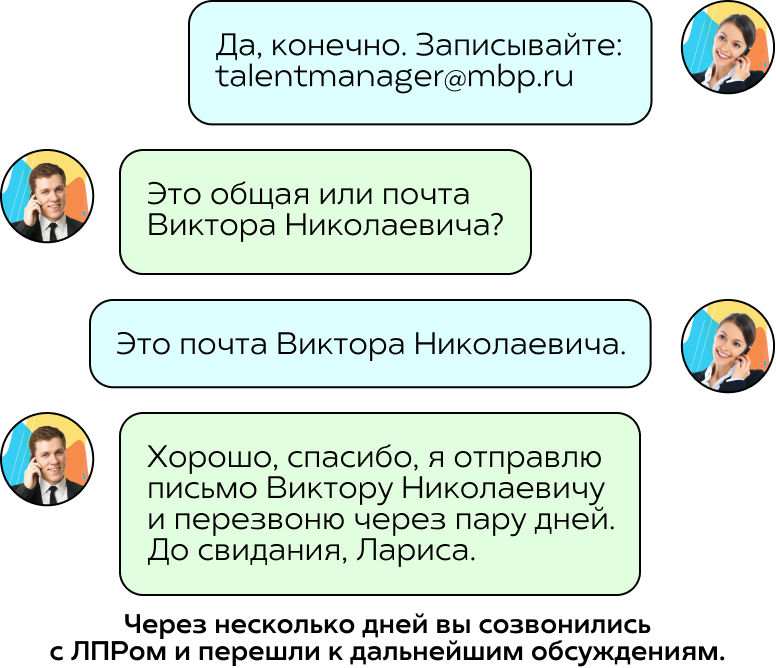 Да, конечно. Записывайте:
talentmanager@mbp.ru
Это общая или почта
Виктора Николаевича?
Это почта Виктора Николаевича.
Хорошо, спасибо, я отправлю
письмо Виктору Николаевичу
и перезвоню через пару дней.
До свидания, Лариса.
Через несколько дней вы созвонились
с ЛПРом и перешли к дальнейшим обсуждениям.